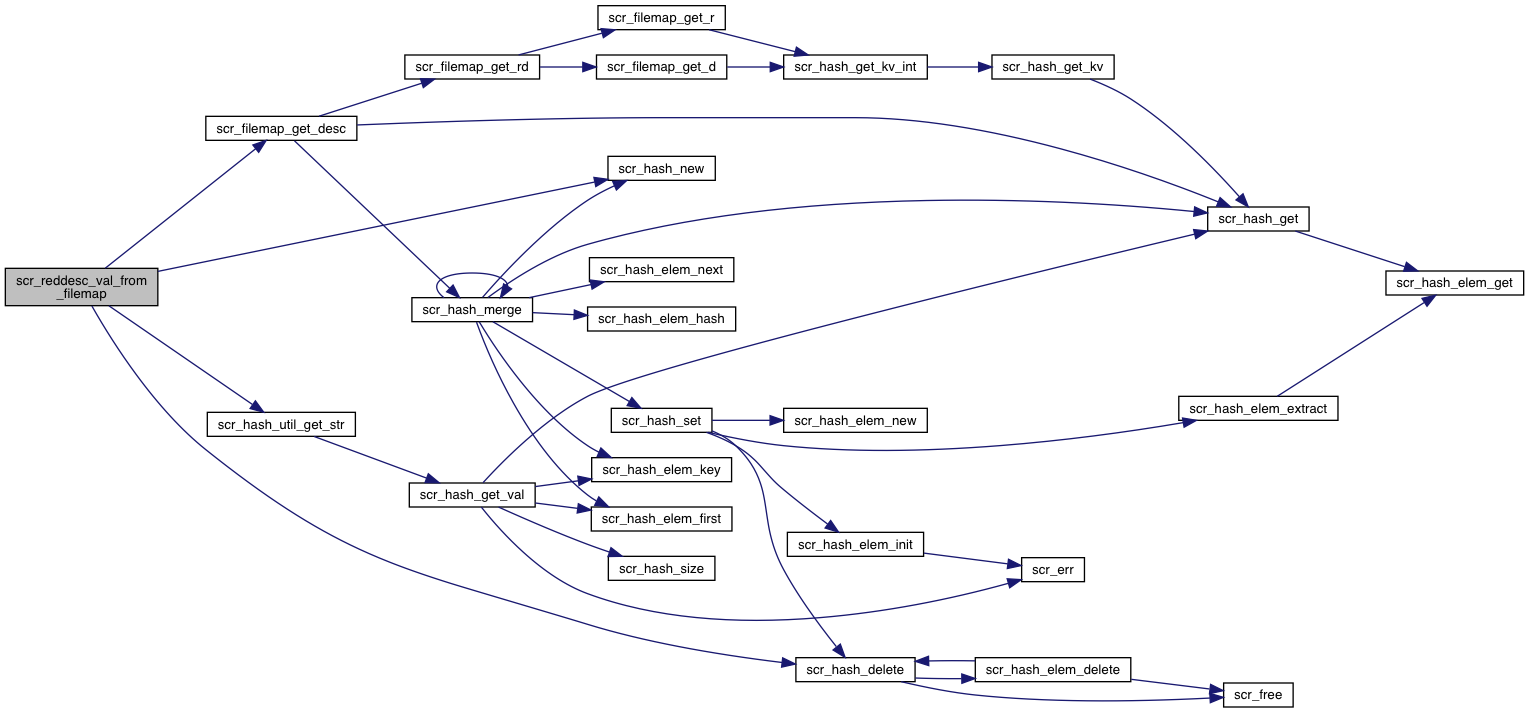 scr_filemap_get_r
scr_filemap_get_rd
scr_filemap_get_d
scr_hash_get_kv_int
scr_hash_get_kv
scr_filemap_get_desc
scr_hash_new
scr_hash_get
scr_reddesc_val_from
_filemap
scr_hash_merge
scr_hash_elem_next
scr_hash_elem_get
scr_hash_elem_hash
scr_hash_util_get_str
scr_hash_set
scr_hash_elem_new
scr_hash_elem_extract
scr_hash_get_val
scr_hash_elem_key
scr_hash_elem_first
scr_hash_elem_init
scr_hash_size
scr_err
scr_hash_delete
scr_hash_elem_delete
scr_free